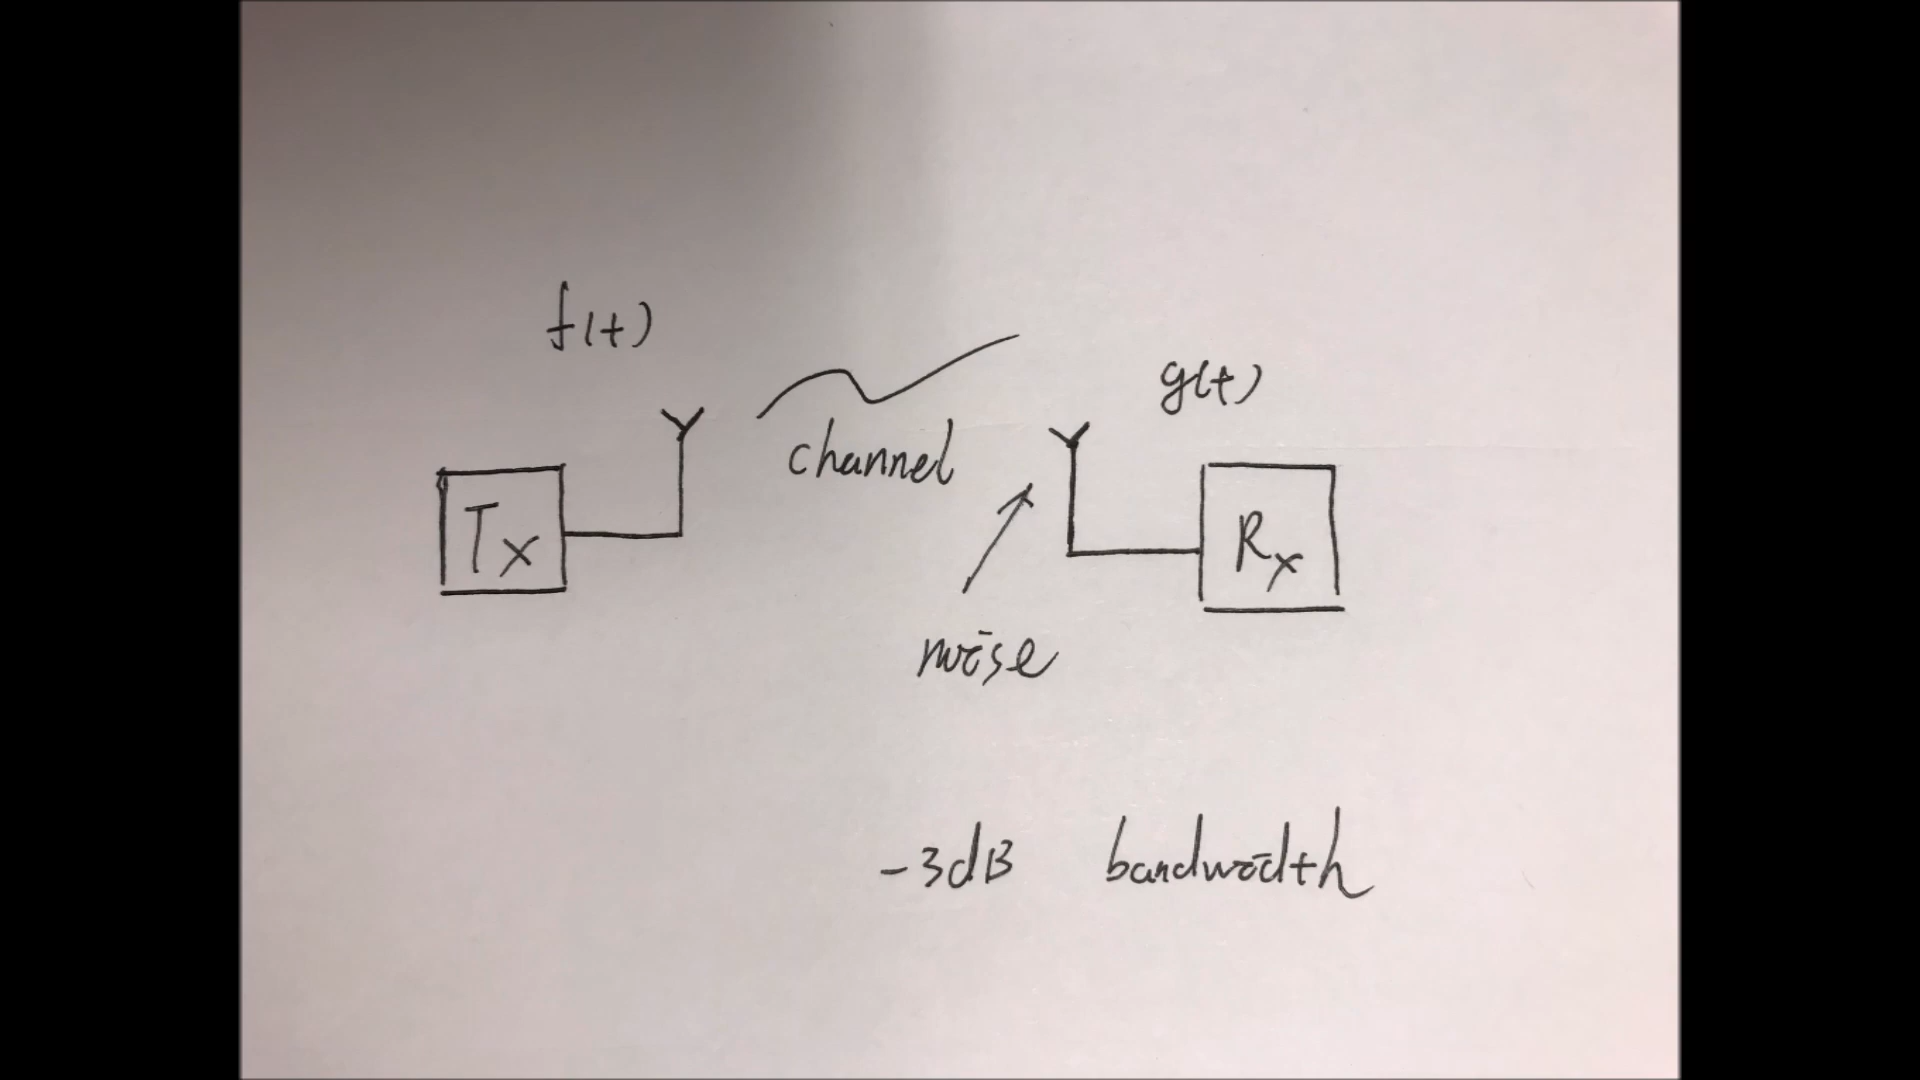 f(t)
g(t)
channel
Tx
Rx
noise
-3dB bandwidth